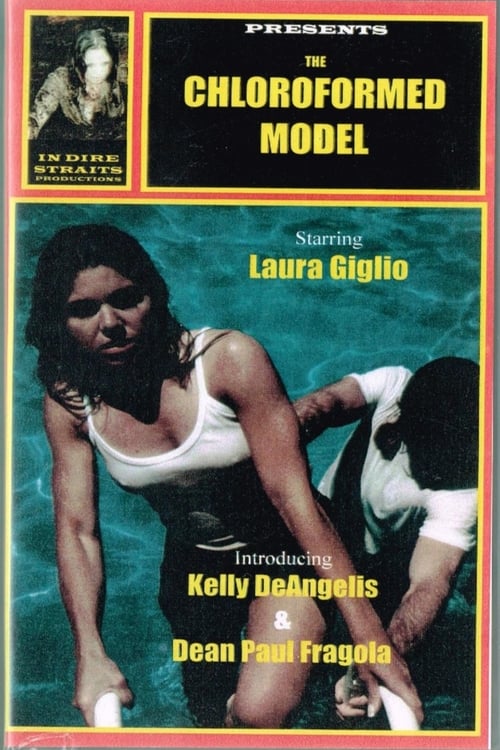 PRESENTS
THE
CHLOROFORMED
MODEL
IN DIRE
STRAITS
PRODUCTIONS
Starring
Laura Giglio
Introducing
Kelly DeAngelis
&
Dean Paul Fragola